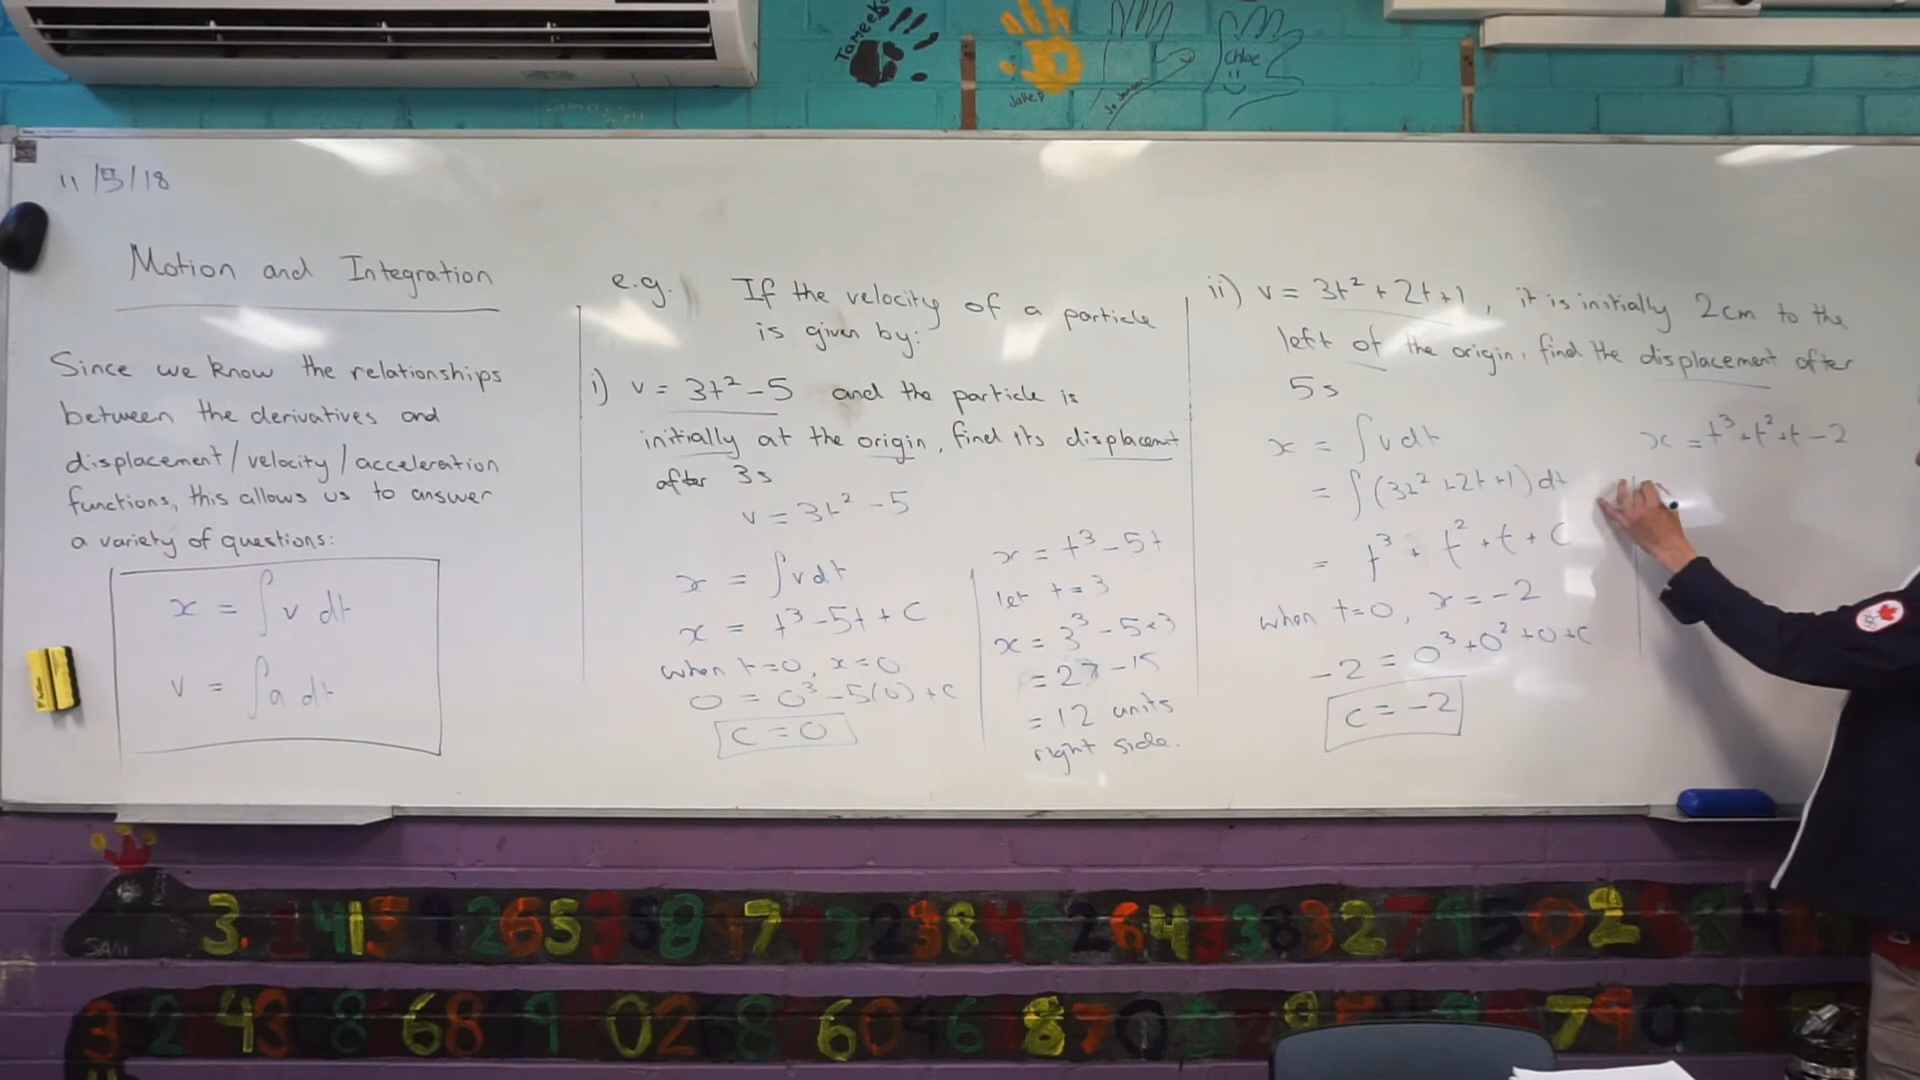 Tameeka
Jake P
Chloe
11/5/18
Motion and Integration
Since we know the relationships
between the derivatives and
displacement/velocity/acceleration
functions, this allows us to answer
a variety of questions:
x = ∫v dt
v = ∫a dt
e.g. If the velocity of a particle
is given by:
i) v = 3t² - 5 and the particle is
initially at the origin, find its displacement
after 3s
v = 3t² - 5
x = ∫v dt
x = t³ - 5t + C
when t=0, x=0
0 = 0³ - 5(0) + C
C = 0
x = t³ - 5t
let t = 3
x = 3³ - 5×3
= 27 - 15
= 12 units
right side.
ii) v = 3t² + 2t + 1, it is initially 2cm to the
left of the origin, find the displacement after
5s
x = ∫v dt
= ∫(3t² + 2t + 1) dt
= t³ + t² + t + C
when t=0, x = -2
-2 = 0³ + 0² + 0 + C
C = -2
x = t³ + t² + t - 2
SAM